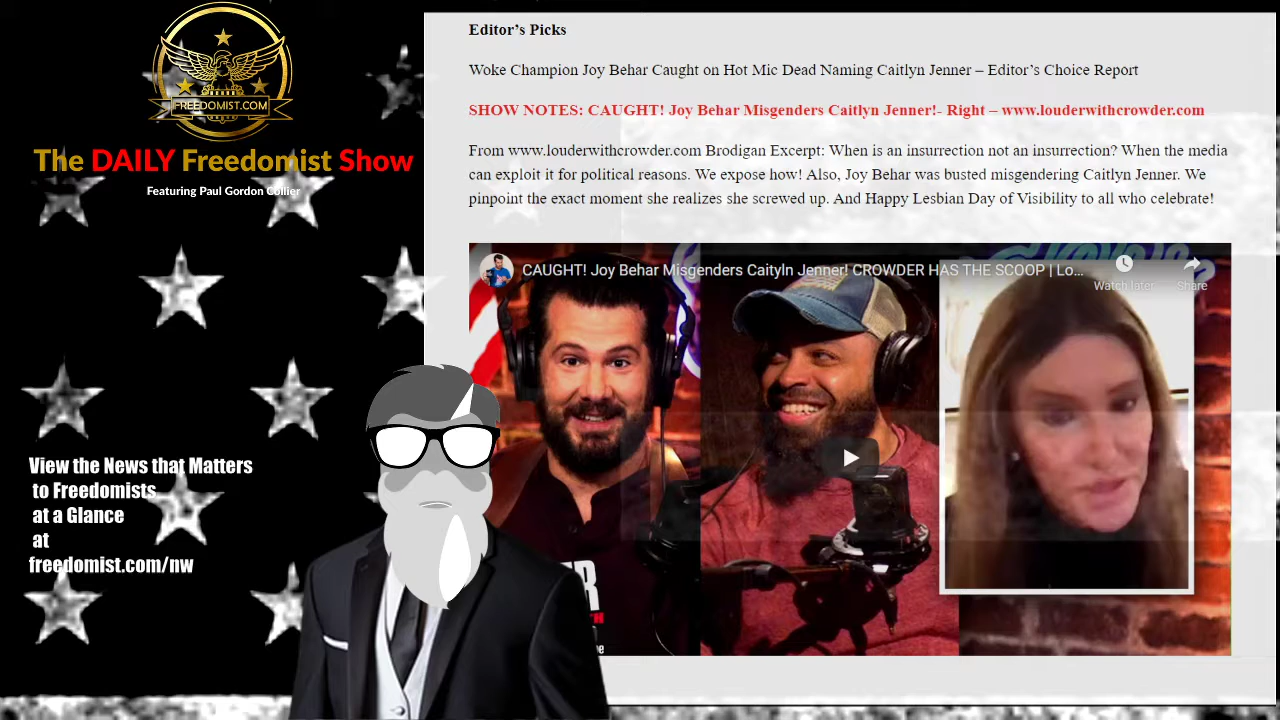 FREEDOMIST.COM
The DAILY Freedomist Show
Featuring Paul Gordon Collier
View the News that Matters
to Freedomists
at a Glance
at
freedomist.com/nw
Editor's Picks
Woke Champion Joy Behar Caught on Hot Mic Dead Naming Caitlyn Jenner – Editor's Choice Report
SHOW NOTES: CAUGHT! Joy Behar Misgenders Caitlyn Jenner!- Right – www.louderwithcrowder.com
From www.louderwithcrowder.com Brodigan Excerpt: When is an insurrection not an insurrection? When the media
can exploit it for political reasons. We expose how! Also, Joy Behar was busted misgendering Caitlyn Jenner. We
pinpoint the exact moment she realizes she screwed up. And Happy Lesbian Day of Visibility to all who celebrate!
CAUGHT! Joy Behar Misgenders Caityln Jenner! CROWDER HAS THE SCOOP | Lo...
Watch later
Share